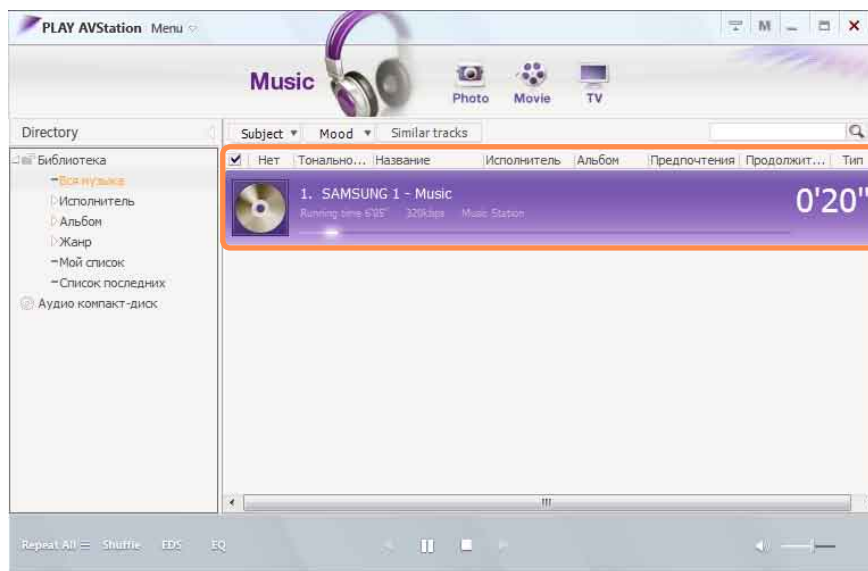 PLAY AVStation Menu
M
Music
Photo Movie TV
Directory
Subject Mood Similar tracks
Библиотека
Вся музыка
Исполнитель
Альбом
Жанр
Мой список
Список последних
Аудио компакт-диск
Нет Тонально... Название Исполнитель Альбом Предпочтения Продолжит... Тип
1. SAMSUNG 1 - Music
0'20"
Running time 6'05" 320kbps Music Station
Repeat All Shuffle EDS EQ